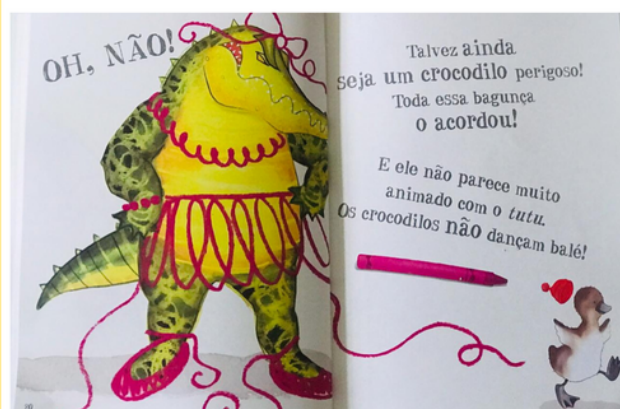 OH, NÃO!
Talvez ainda
seja um crocodilo perigoso!
Toda essa bagunça
o acordou!
E ele não parece muito
animado com o tutu.
Os crocodilos não dançam balé!